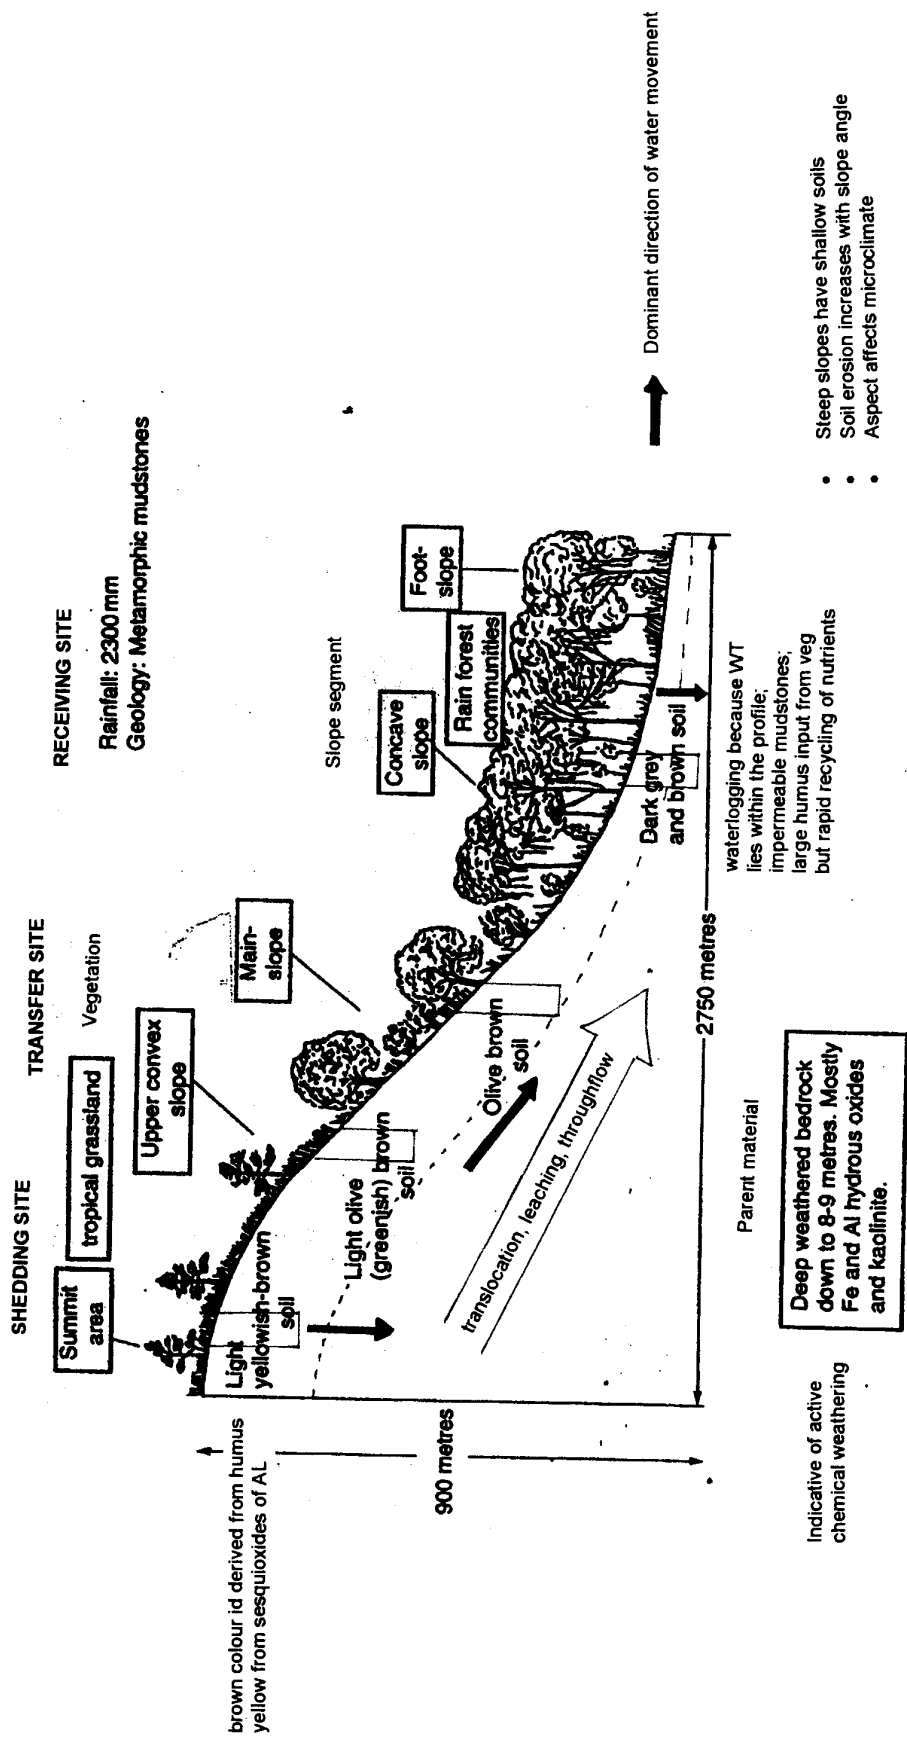 SHEDDING SITE
TRANSFER SITE
RECEIVING SITE
Summit
area
tropical grassland
Vegetation
Rainfall: 2300 mm
Geology: Metamorphic mudstones
Upper convex
slope
Main-
slope
Slope segment
Concave
slope
Rain forest
communities
Foot-
slope
brown colour id derived from humus
yellow from sesquioxides of AL
Light
yellowish-brown
soil
Light olive
(greenish) brown
soil
Olive brown
soil
Dark grey
and brown soil
translocation, leaching, throughflow
900 metres
2750 metres
Dominant direction of water movement
waterlogging because WT
lies within the profile;
impermeable mudstones;
large humus input from veg
but rapid recycling of nutrients
Parent material
Indicative of active
chemical weathering
Deep weathered bedrock
down to 8-9 metres. Mostly
Fe and Al hydrous oxides
and kaolinite.
• Steep slopes have shallow soils
• Soil erosion increases with slope angle
• Aspect affects microclimate